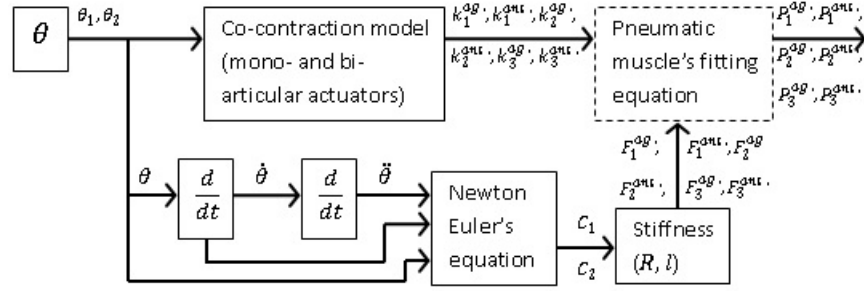 θ
θ₁, θ₂
Co-contraction model
(mono- and bi-
articular actuators)
k₁ᵃᵍ·, k₁ᵃⁿᵗ·, k₂ᵃᵍ·,
k₂ᵃⁿᵗ·, k₃ᵃᵍ·, k₃ᵃⁿᵗ·
Pneumatic
muscle's fitting
equation
P₁ᵃᵍ·, P₁ᵃⁿᵗ·,
P₂ᵃᵍ·, P₂ᵃⁿᵗ·,
P₃ᵃᵍ·, P₃ᵃⁿᵗ·
F₁ᵃᵍ·, F₁ᵃⁿᵗ·, F₂ᵃᵍ
F₂ᵃⁿᵗ·, F₃ᵃᵍ·, F₃ᵃⁿᵗ·
θ
d/dt
θ̇
d/dt
θ̈
Newton
Euler's
equation
C₁
C₂
Stiffness
(R, l)